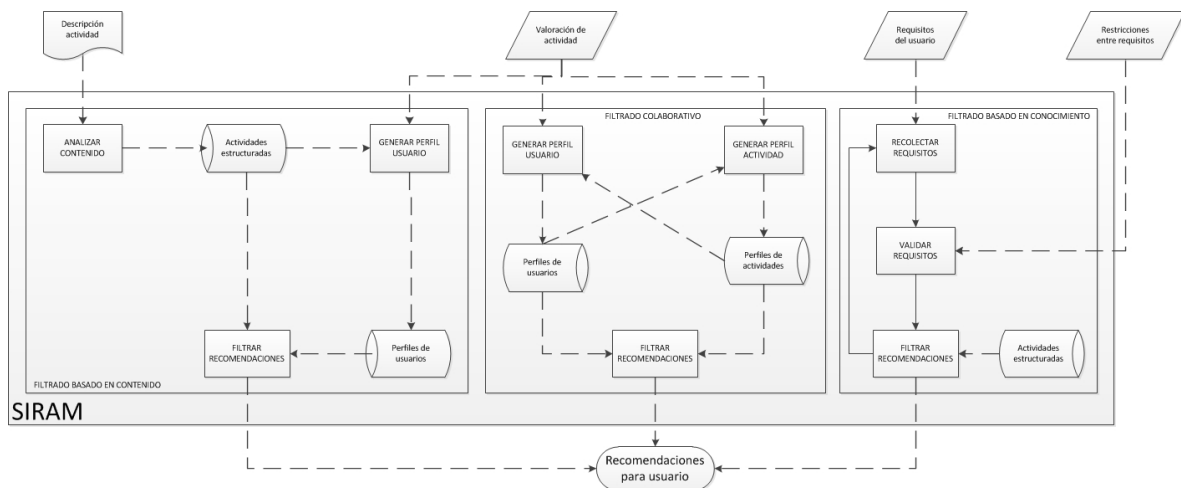 Descripción
actividad
Valoración de
actividad
Requisitos
del usuario
Restricciones
entre requisitos
ANALIZAR
CONTENIDO
Actividades
estructuradas
GENERAR PERFIL
USUARIO
FILTRAR
RECOMENDACIONES
Perfiles de
usuarios
FILTRADO BASADO EN CONTENIDO
FILTRADO COLABORATIVO
GENERAR PERFIL
USUARIO
GENERAR PERFIL
ACTIVIDAD
Perfiles de
usuarios
Perfiles de
actividades
FILTRAR
RECOMENDACIONES
FILTRADO BASADO EN CONOCIMIENTO
RECOLECTAR
REQUISITOS
VALIDAR
REQUISITOS
FILTRAR
RECOMENDACIONES
Actividades
estructuradas
SIRAM
Recomendaciones
para usuario